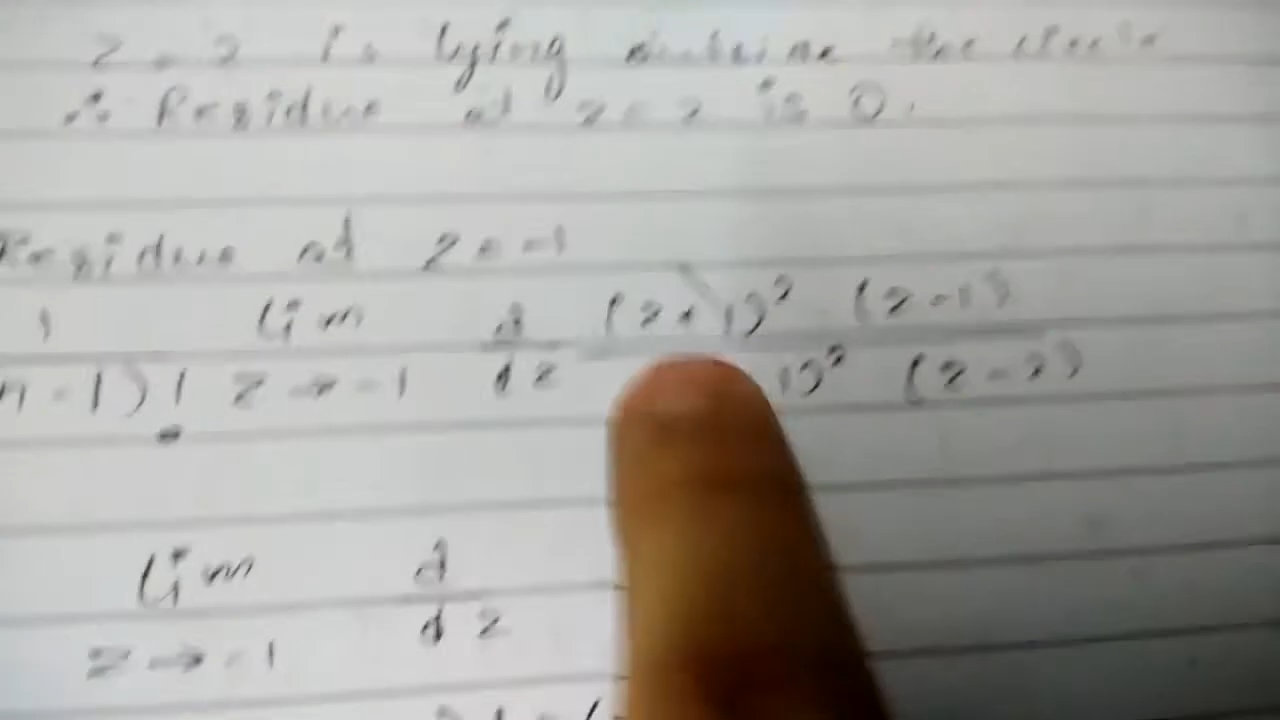 z = 2 is lying outside the circle
∴ Residue at z = 2 is 0.
Residue at z = -1
1 lim d (z+1)² (z-1)
n-1)! z → -1 dz 1)² (z-2)
lim d
z → -1 dz